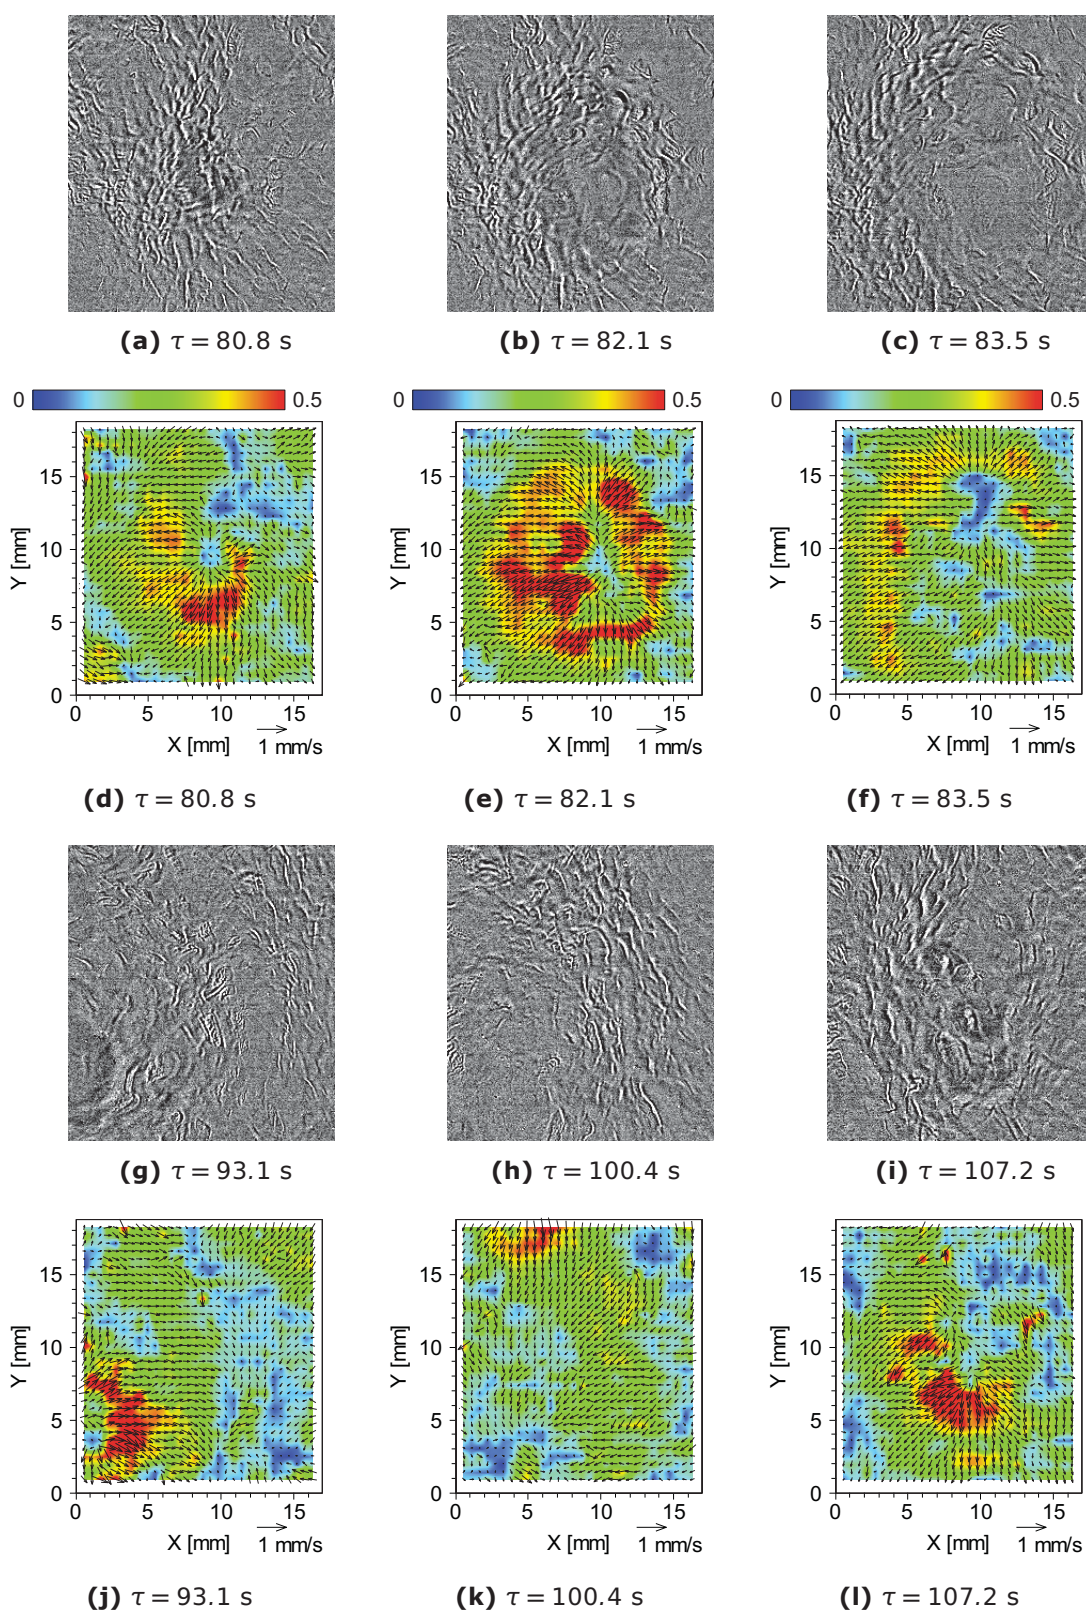 (a) τ = 80.8 s (b) τ = 82.1 s (c) τ = 83.5 s
0 0.5 0 0.5 0 0.5
15 15 15
10 10 10
Y [mm] Y [mm] Y [mm]
5 5 5
0 0 0
0 5 10 15 0 5 10 15 0 5 10 15
X [mm] 1 mm/s X [mm] 1 mm/s X [mm] 1 mm/s
(d) τ = 80.8 s (e) τ = 82.1 s (f) τ = 83.5 s
(g) τ = 93.1 s (h) τ = 100.4 s (i) τ = 107.2 s
15 15 15
10 10 10
Y [mm] Y [mm] Y [mm]
5 5 5
0 0 0
0 5 10 15 0 5 10 15 0 5 10 15
X [mm] 1 mm/s X [mm] 1 mm/s X [mm] 1 mm/s
(j) τ = 93.1 s (k) τ = 100.4 s (l) τ = 107.2 s